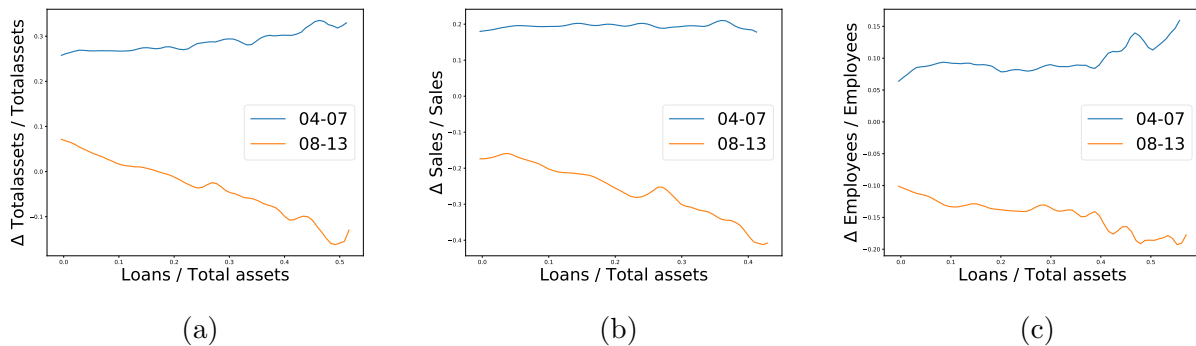 Δ Totalassets / Totalassets
0.3
0.2
0.1
0.0
−0.1
04-07
08-13
0.0 0.1 0.2 0.3 0.4 0.5
Loans / Total assets
(a)
Δ Sales / Sales
0.2
0.1
0.0
−0.1
−0.2
−0.3
−0.4
04-07
08-13
0.0 0.1 0.2 0.3 0.4
Loans / Total assets
(b)
Δ Employees / Employees
0.15
0.10
0.05
0.00
−0.05
−0.10
−0.15
−0.20
04-07
08-13
0.0 0.1 0.2 0.3 0.4 0.5
Loans / Total assets
(c)